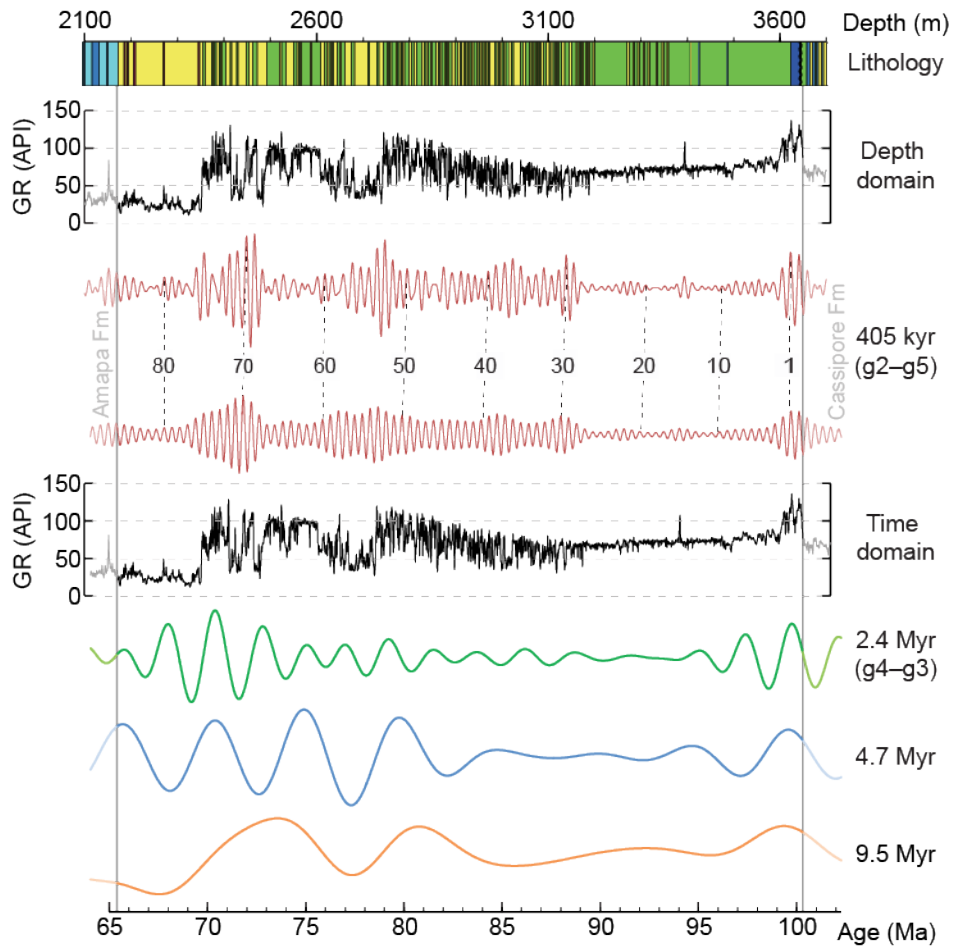 2100 2600 3100 3600 Depth (m)
Lithology
150
100
50
0
GR (API)
Depth
domain
Amapa Fm
80 70 60 50 40 30 20 10 1
405 kyr
(g2–g5)
Cassipore Fm
150
100
50
0
GR (API)
Time
domain
2.4 Myr
(g4–g3)
4.7 Myr
9.5 Myr
65 70 75 80 85 90 95 100
Age (Ma)